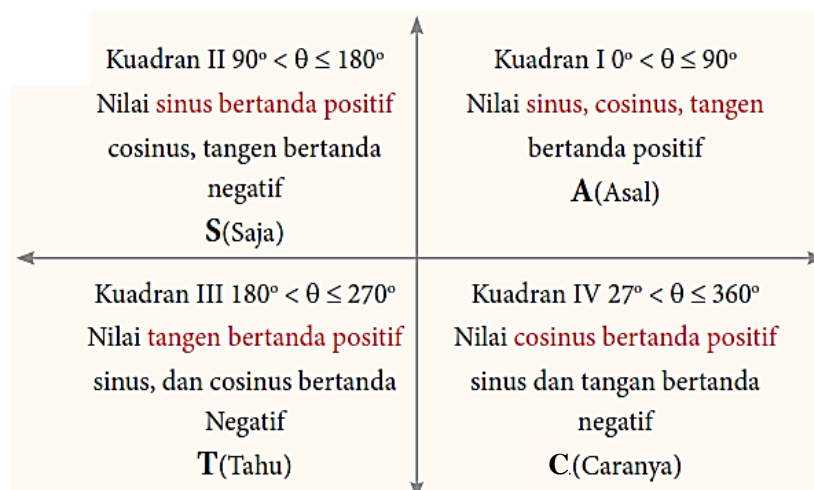 Kuadran II 90° < θ ≤ 180°
Nilai sinus bertanda positif
cosinus, tangen bertanda
negatif
S(Saja)
Kuadran I 0° < θ ≤ 90°
Nilai sinus, cosinus, tangen
bertanda positif
A(Asal)
Kuadran III 180° < θ ≤ 270°
Nilai tangen bertanda positif
sinus, dan cosinus bertanda
Negatif
T(Tahu)
Kuadran IV 27° < θ ≤ 360°
Nilai cosinus bertanda positif
sinus dan tangan bertanda
negatif
C.(Caranya)